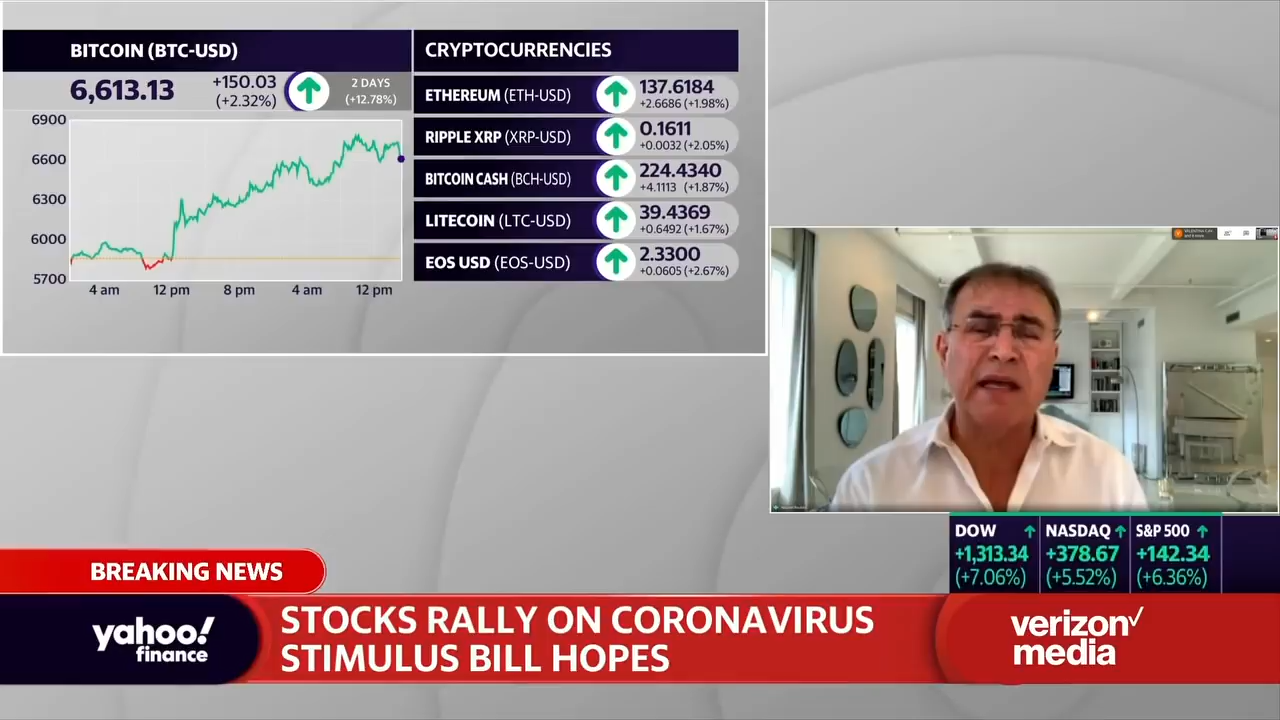 BITCOIN (BTC-USD)
6,613.13
+150.03
(+2.32%)
2 DAYS
(+12.78%)
6900
6600
6300
6000
5700
4 am
12 pm
8 pm
4 am
12 pm
CRYPTOCURRENCIES
ETHEREUM (ETH-USD)
137.6184
+2.6686 (+1.98%)
RIPPLE XRP (XRP-USD)
0.1611
+0.0032 (+2.05%)
BITCOIN CASH (BCH-USD)
224.4340
+4.1113 (+1.87%)
LITECOIN (LTC-USD)
39.4369
+0.6492 (+1.67%)
EOS USD (EOS-USD)
2.3300
+0.0605 (+2.67%)
DOW
+1,313.34
(+7.06%)
NASDAQ
+378.67
(+5.52%)
S&P 500
+142.34
(+6.36%)
BREAKING NEWS
yahoo!
finance
STOCKS RALLY ON CORONAVIRUS
STIMULUS BILL HOPES
verizon
media